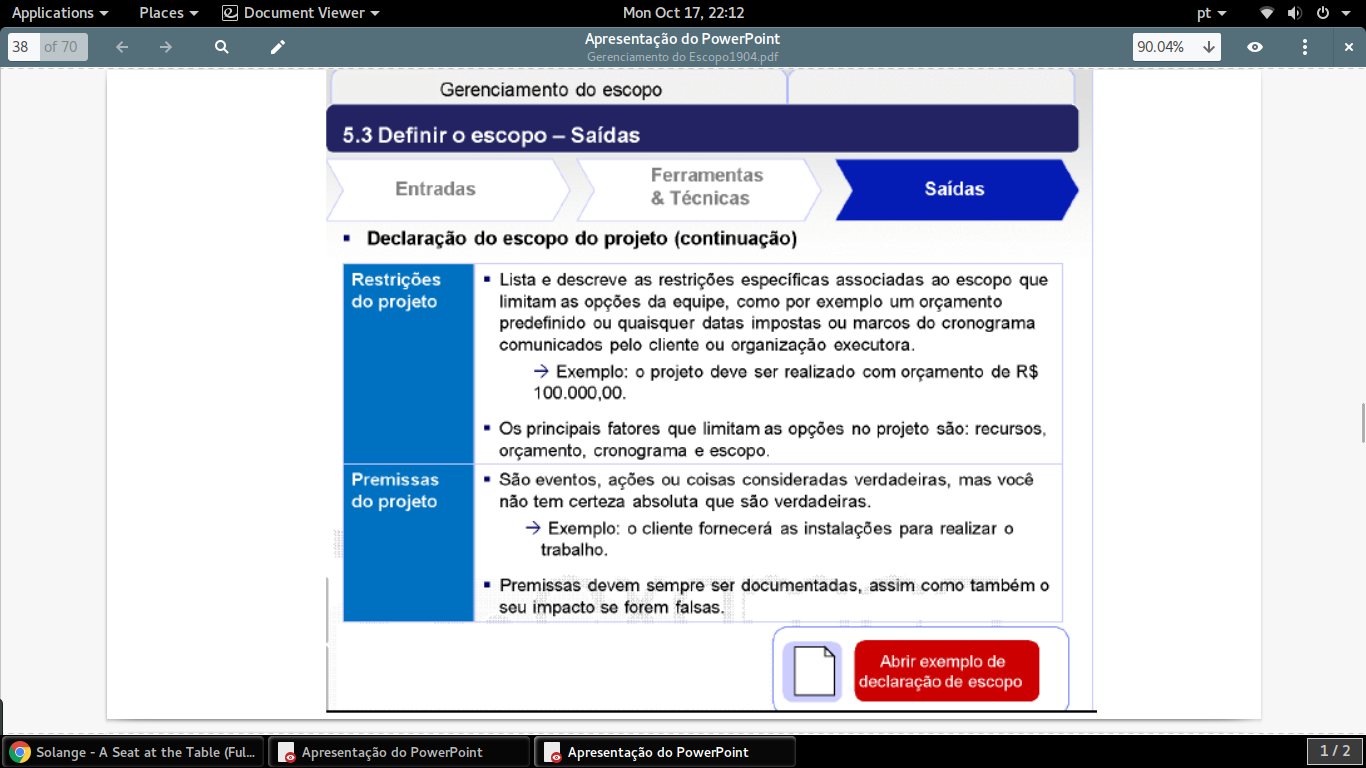 Applications Places Document Viewer Mon Oct 17, 22:12 pt
38 of 70 Apresentação do PowerPoint 90.04%
Gerenciamento do Escopo1904.pdf
Gerenciamento do escopo
5.3 Definir o escopo – Saídas
Entradas
Ferramentas
& Técnicas
Saídas
▪ Declaração do escopo do projeto (continuação)
Restrições
do projeto
▪ Lista e descreve as restrições específicas associadas ao escopo que
limitam as opções da equipe, como por exemplo um orçamento
predefinido ou quaisquer datas impostas ou marcos do cronograma
comunicados pelo cliente ou organização executora.
→ Exemplo: o projeto deve ser realizado com orçamento de R$
100.000,00.
▪ Os principais fatores que limitam as opções no projeto são: recursos,
orçamento, cronograma e escopo.
Premissas
do projeto
▪ São eventos, ações ou coisas consideradas verdadeiras, mas você
não tem certeza absoluta que são verdadeiras.
→ Exemplo: o cliente fornecerá as instalações para realizar o
trabalho.
▪ Premissas devem sempre ser documentadas, assim como também o
seu impacto se forem falsas.
Abrir exemplo de
declaração de escopo
Solange - A Seat at the Table (Ful... Apresentação do PowerPoint Apresentação do PowerPoint 1 / 2